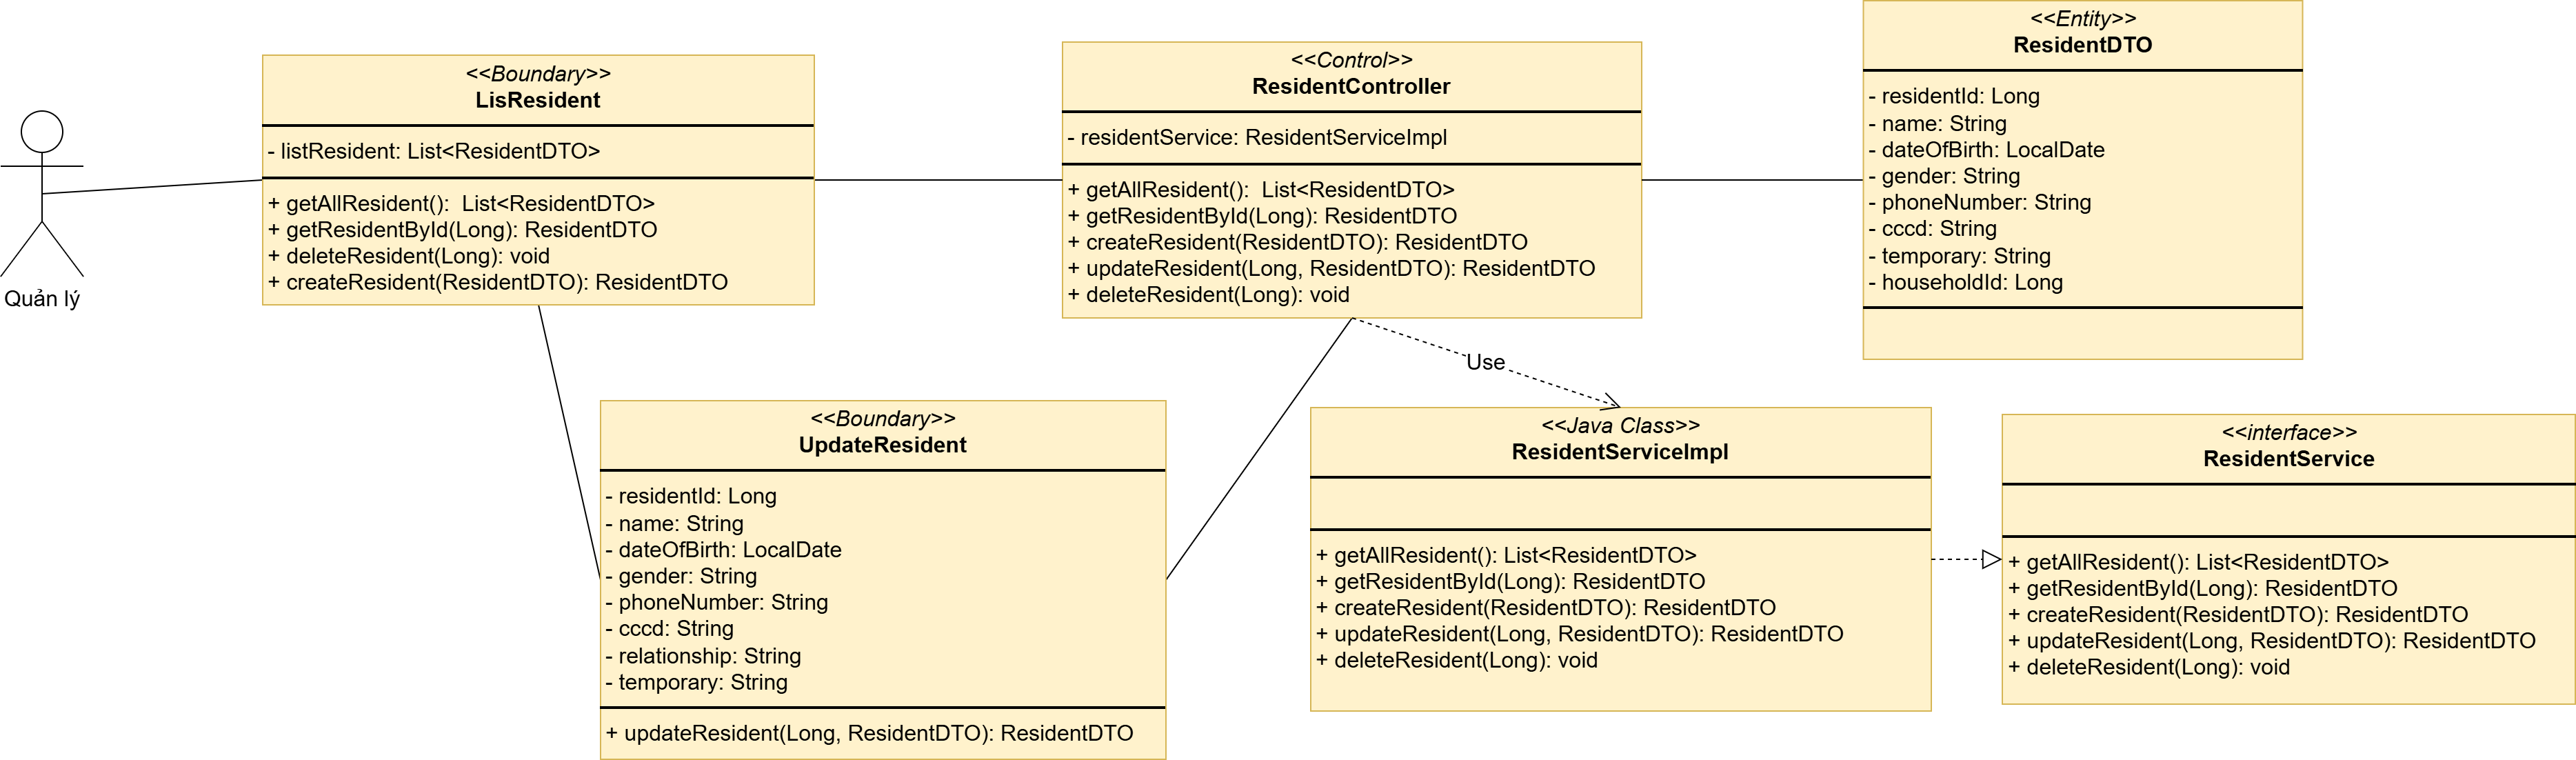 Quản lý
<<Boundary>>
LisResident
- listResident: List<ResidentDTO>
+ getAllResident():  List<ResidentDTO>
+ getResidentById(Long): ResidentDTO
+ deleteResident(Long): void
+ createResident(ResidentDTO): ResidentDTO
<<Control>>
ResidentController
- residentService: ResidentServiceImpl
+ getAllResident():  List<ResidentDTO>
+ getResidentById(Long): ResidentDTO
+ createResident(ResidentDTO): ResidentDTO
+ updateResident(Long, ResidentDTO): ResidentDTO
+ deleteResident(Long): void
<<Entity>>
ResidentDTO
- residentId: Long
- name: String
- dateOfBirth: LocalDate
- gender: String
- phoneNumber: String
- cccd: String
- temporary: String
- householdId: Long
Use
<<Boundary>>
UpdateResident
- residentId: Long
- name: String
- dateOfBirth: LocalDate
- gender: String
- phoneNumber: String
- cccd: String
- relationship: String
- temporary: String
+ updateResident(Long, ResidentDTO): ResidentDTO
<<Java Class>>
ResidentServiceImpl
+ getAllResident(): List<ResidentDTO>
+ getResidentById(Long): ResidentDTO
+ createResident(ResidentDTO): ResidentDTO
+ updateResident(Long, ResidentDTO): ResidentDTO
+ deleteResident(Long): void
<<interface>>
ResidentService
+ getAllResident(): List<ResidentDTO>
+ getResidentById(Long): ResidentDTO
+ createResident(ResidentDTO): ResidentDTO
+ updateResident(Long, ResidentDTO): ResidentDTO
+ deleteResident(Long): void